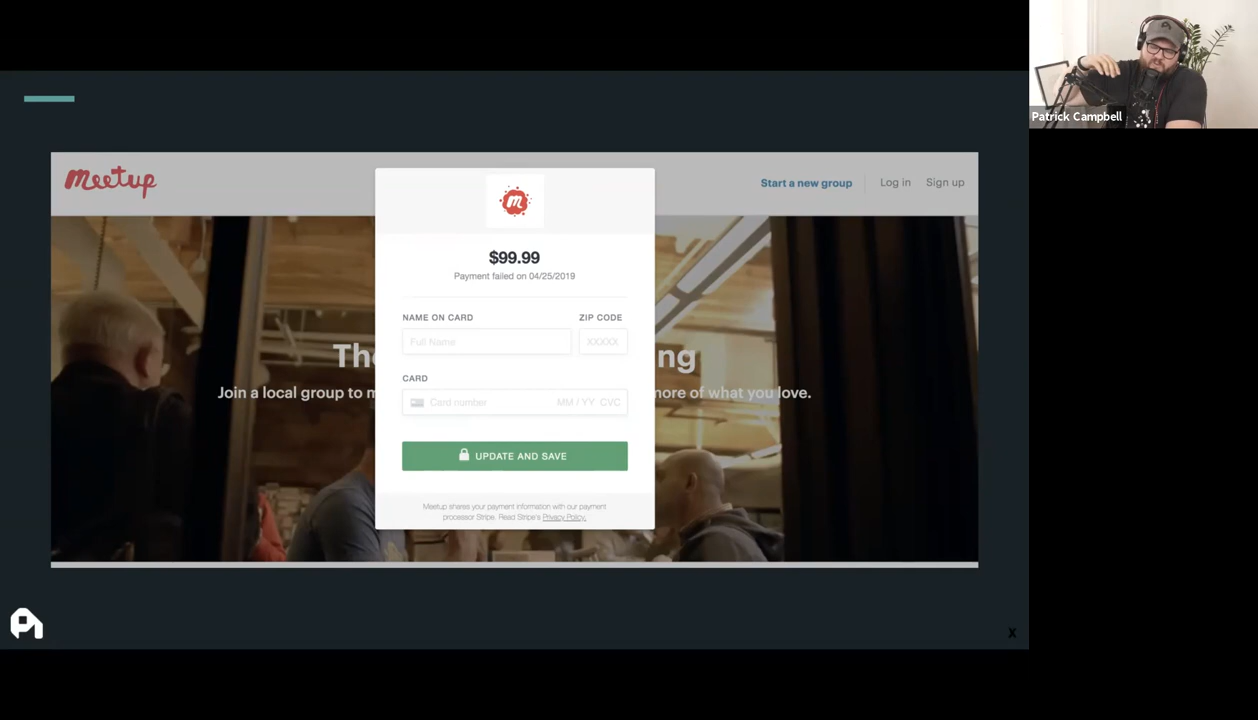 Patrick Campbell
Meetup
Start a new group
Log in
Sign up
m
$99.99
Payment failed on 04/25/2019
NAME ON CARD
ZIP CODE
Full Name
XXXXX
The
ng
Join a local group to m
more of what you love.
CARD
Card number
MM / YY CVC
UPDATE AND SAVE
Meetup shares your payment information with our payment
processor Stripe. Read Stripe's Privacy Policy.
X